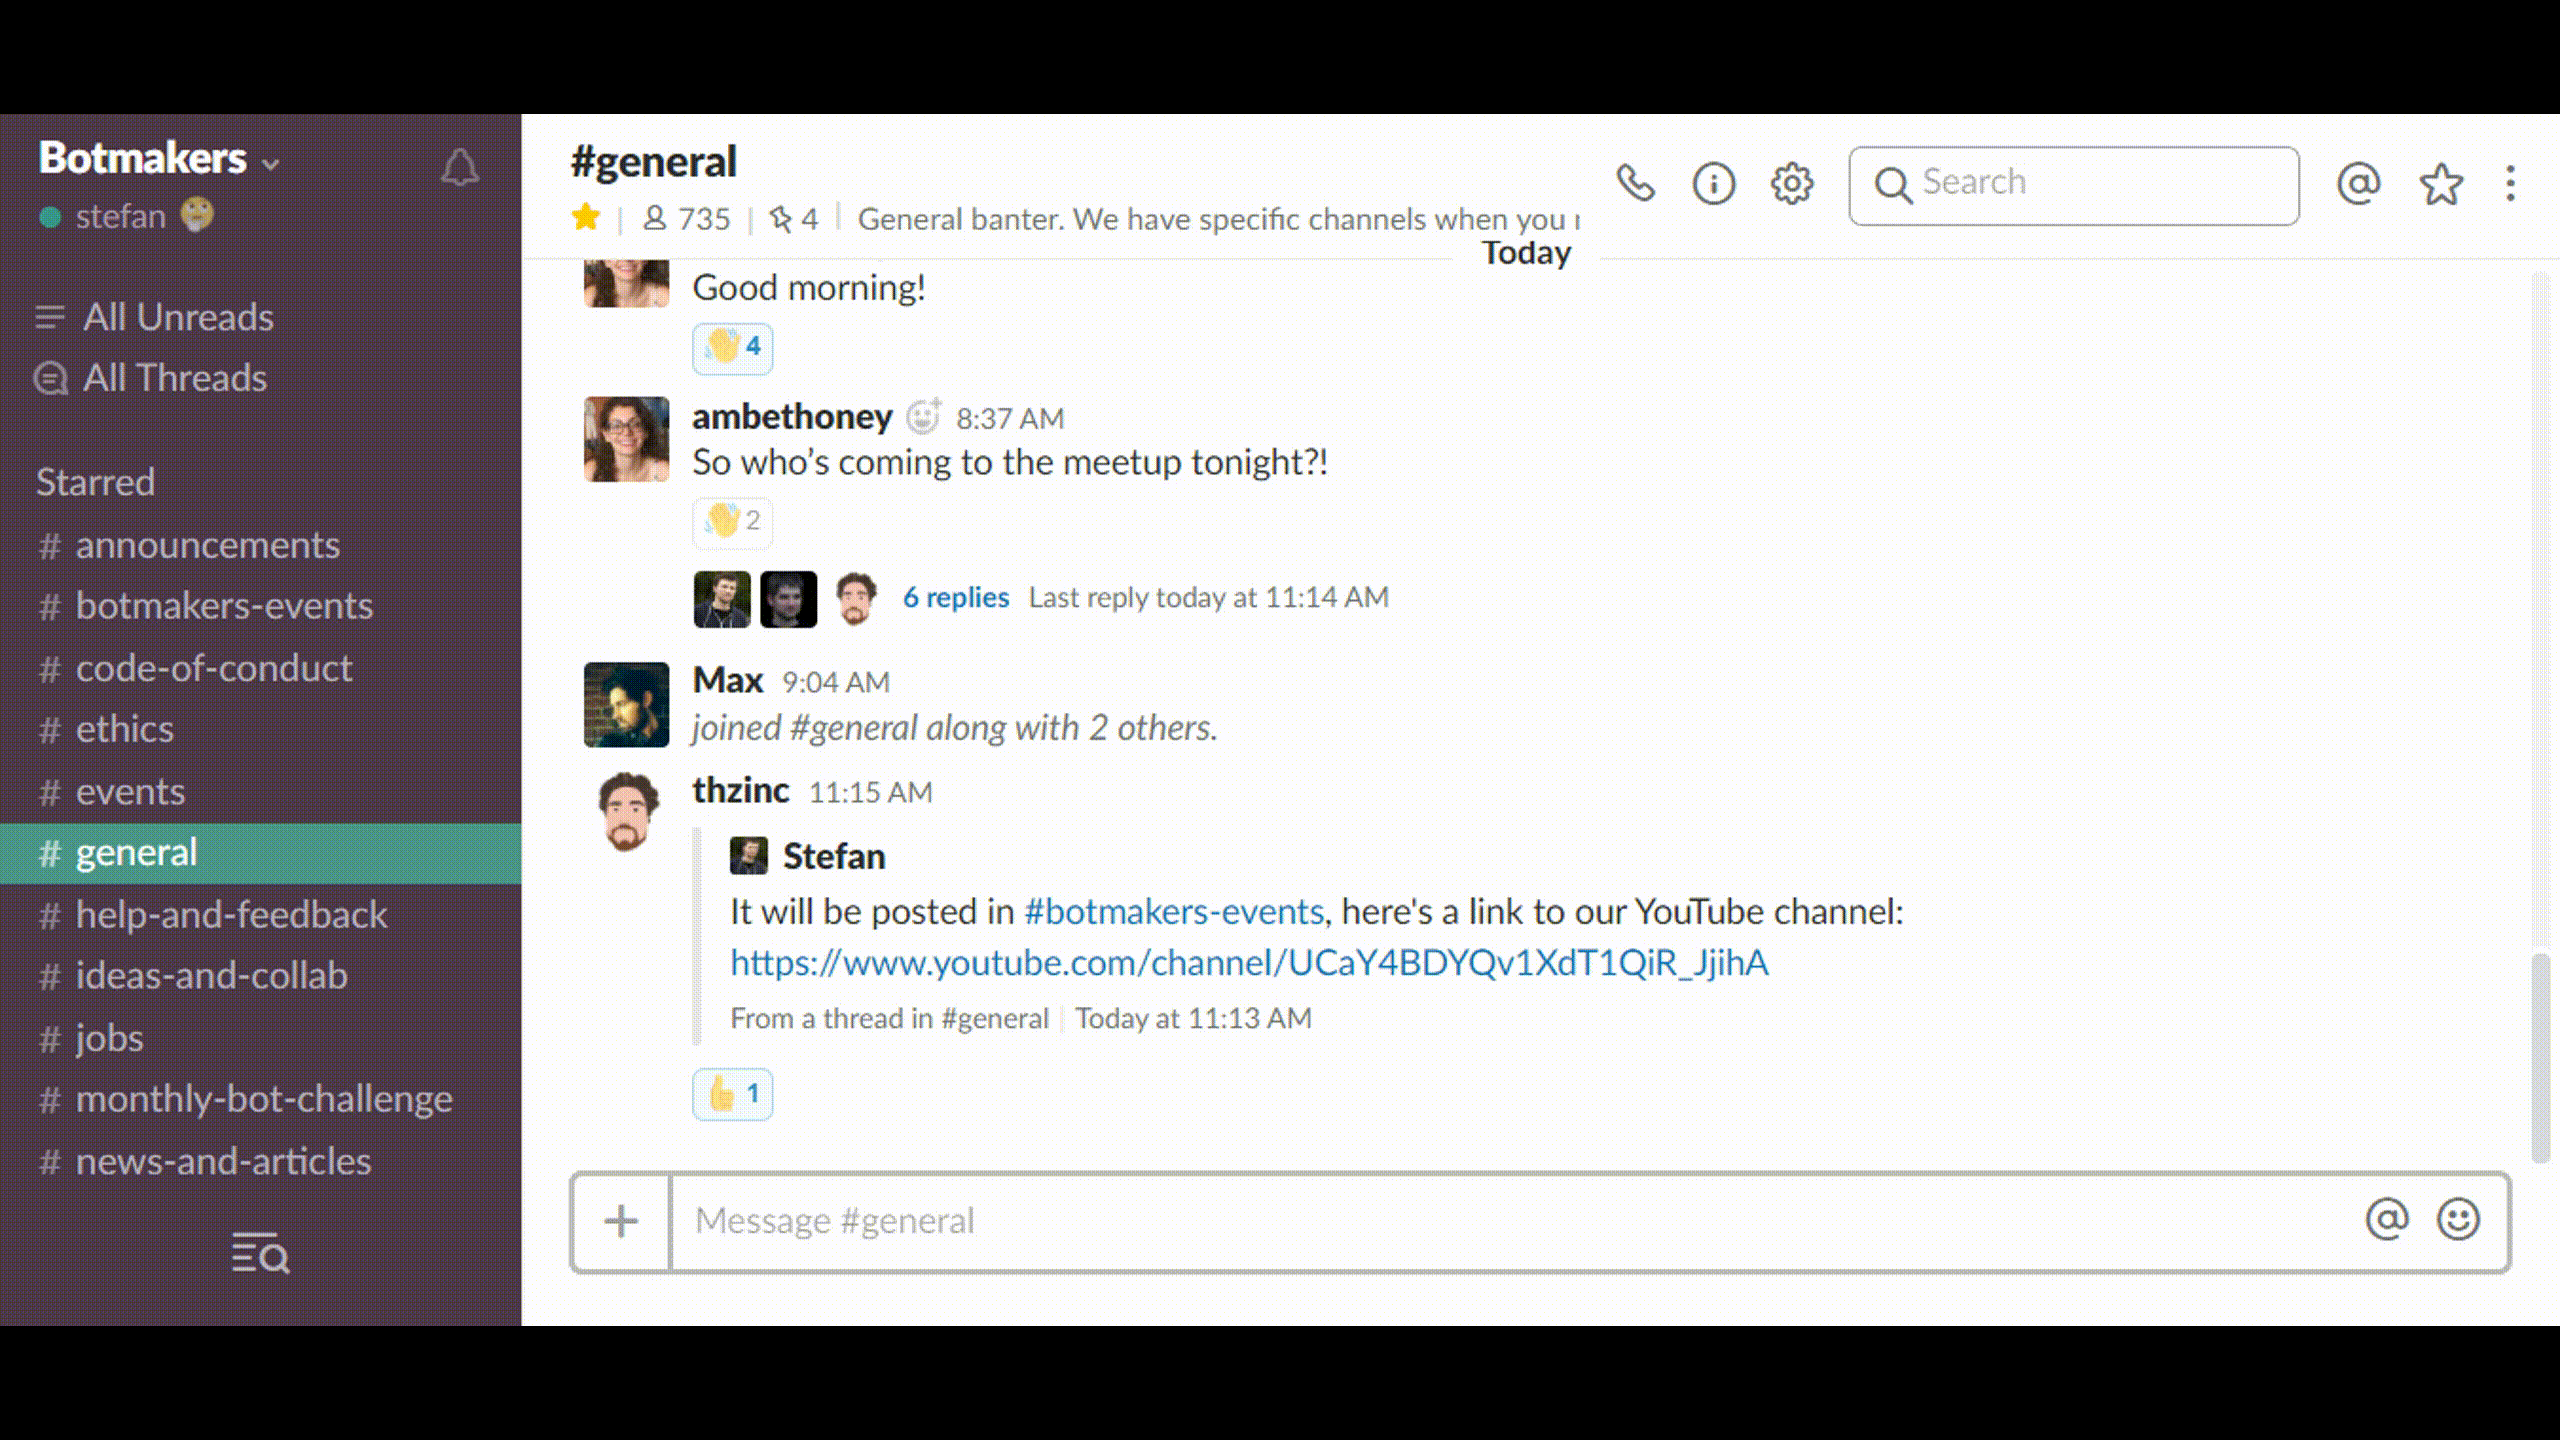 Botmakers
stefan
All Unreads
All Threads
Starred
# announcements
# botmakers-events
# code-of-conduct
# ethics
# events
# general
# help-and-feedback
# ideas-and-collab
# jobs
# monthly-bot-challenge
# news-and-articles
#general
735 | 4 | General banter. We have specific channels when you
Search
Today
Good morning!
4
ambethoney 8:37 AM
So who's coming to the meetup tonight?!
2
6 replies Last reply today at 11:14 AM
Max 9:04 AM
joined #general along with 2 others.
thzinc 11:15 AM
Stefan
It will be posted in #botmakers-events, here's a link to our YouTube channel:
https://www.youtube.com/channel/UCaY4BDYQv1XdT1QiR_JjihA
From a thread in #general | Today at 11:13 AM
1
Message #general